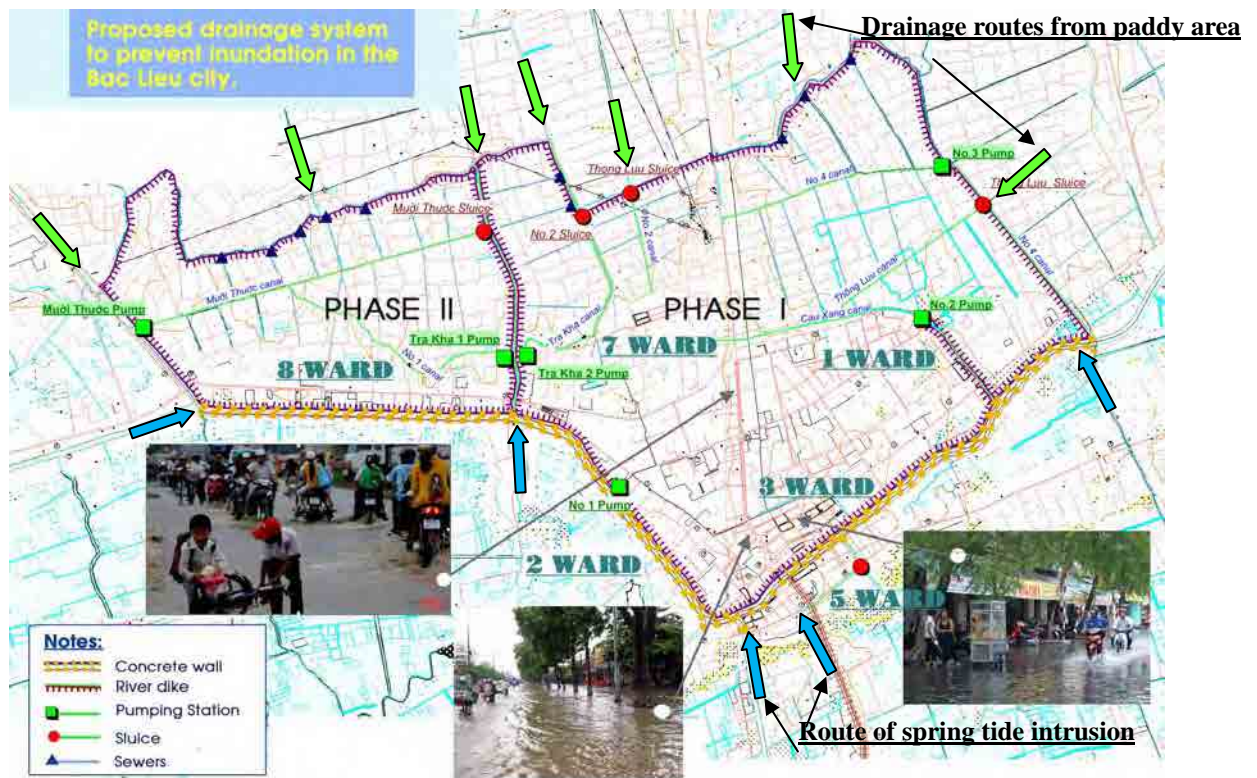 Proposed drainage system
to prevent inundation in the
Bac Lieu city.
Drainage routes from paddy area
No.3 Pump
Thong Luu Sluice
Thong Luu Sluice
No 4 canal
Muoi Thuoc Sluice
No 2 Sluice
No 2 canal
No 4 canal
Muoi Thuoc canal
Thong Luu canal
PHASE II
PHASE I
Muoi Thuoc Pump
No.2 Pump
Cau Xang canal
Tra Kha canal
Tra Kha 1 Pump
7 WARD
No 1 canal
8 WARD
Tra Kha 2 Pump
1 WARD
3 WARD
No 1 Pump
2 WARD
5 WARD
Notes:
Concrete wall
River dike
Pumping Station
Sluice
Sewers
Route of spring tide intrusion